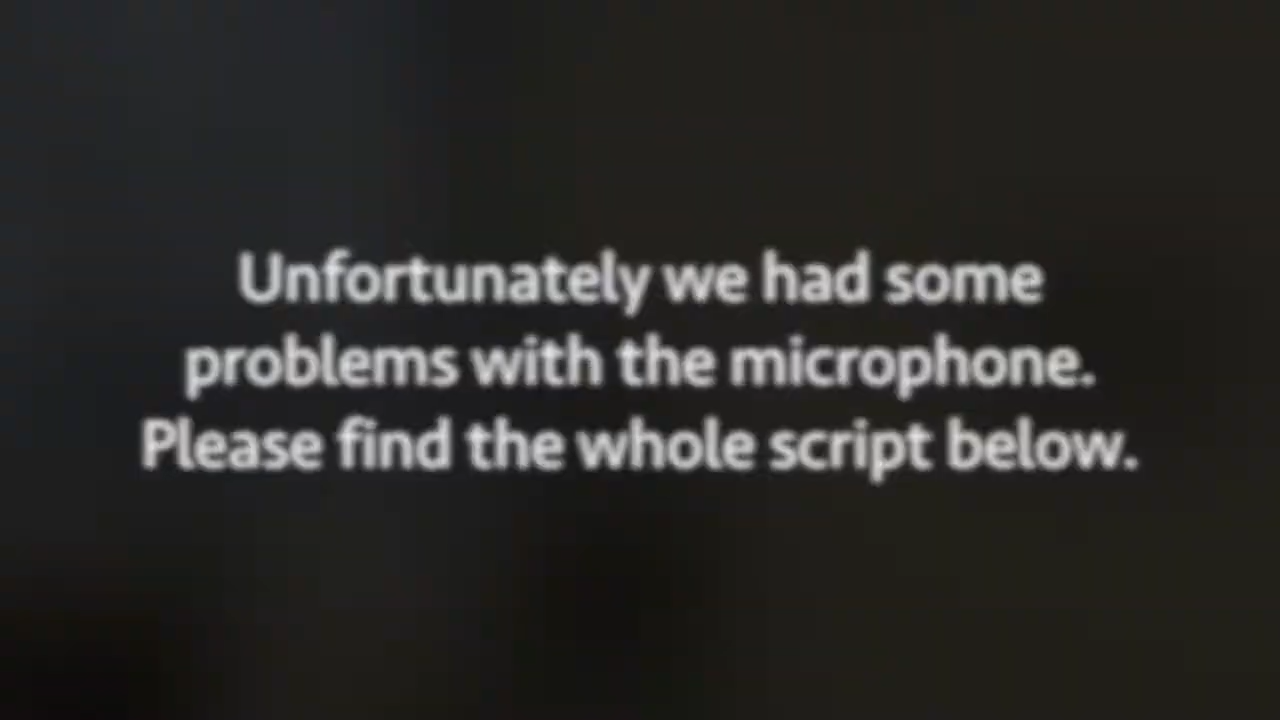 Unfortunately we had some
problems with the microphone.
Please find the whole script below.